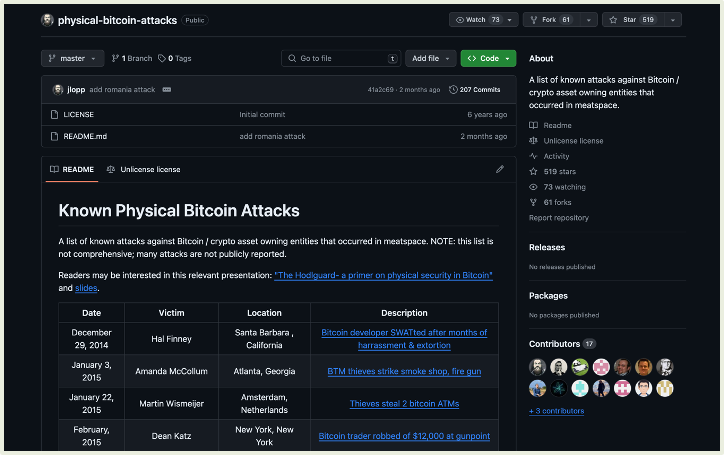 physical-bitcoin-attacks Public
Watch 73
Fork 61
Star 519
master
1 Branch
0 Tags
Go to file t
Add file
Code
jlopp add romania attack
41a2c69 · 2 months ago
207 Commits
LICENSE Initial commit 6 years ago
README.md add romania attack 2 months ago
README
Unlicense license
Known Physical Bitcoin Attacks
A list of known attacks against Bitcoin / crypto asset owning entities that occurred in meatspace. NOTE: this list is
not comprehensive; many attacks are not publicly reported.
Readers may be interested in this relevant presentation: "The Hodlguard- a primer on physical security in Bitcoin"
and slides.
Date Victim Location Description
December
29, 2014
Hal Finney
Santa Barbara ,
California
Bitcoin developer SWATted after months of
harrassment & extortion
January 3,
2015
Amanda McCollum
Atlanta, Georgia
BTM thieves strike smoke shop, fire gun
January 22,
2015
Martin Wismeijer
Amsterdam,
Netherlands
Thieves steal 2 bitcoin ATMs
February,
2015
Dean Katz
New York, New
York
Bitcoin trader robbed of $12,000 at gunpoint
About
A list of known attacks against Bitcoin /
crypto asset owning entities that
occurred in meatspace.
Readme
Unlicense license
Activity
519 stars
73 watching
61 forks
Report repository
Releases
No releases published
Packages
No packages published
Contributors 17
+ 3 contributors